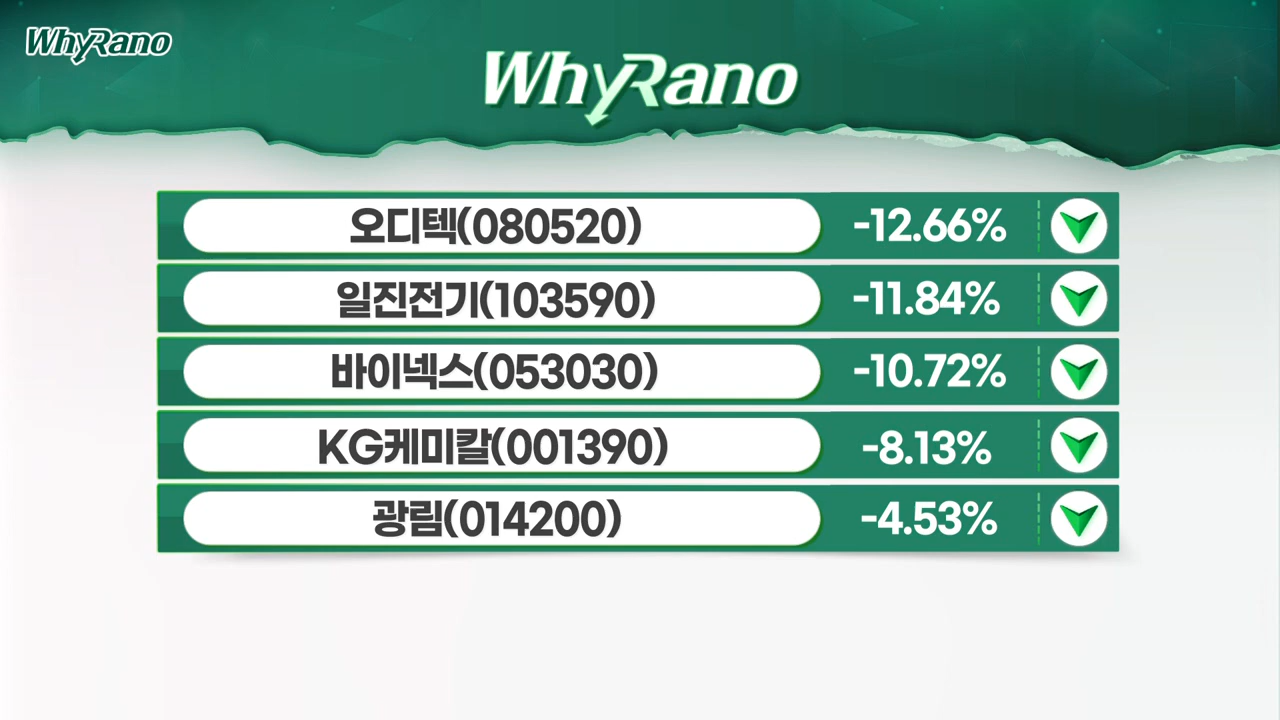 WhyRano
WhyRano
오디텍(080520) -12.66%
일진전기(103590) -11.84%
바이넥스(053030) -10.72%
KG케미칼(001390) -8.13%
광림(014200) -4.53%